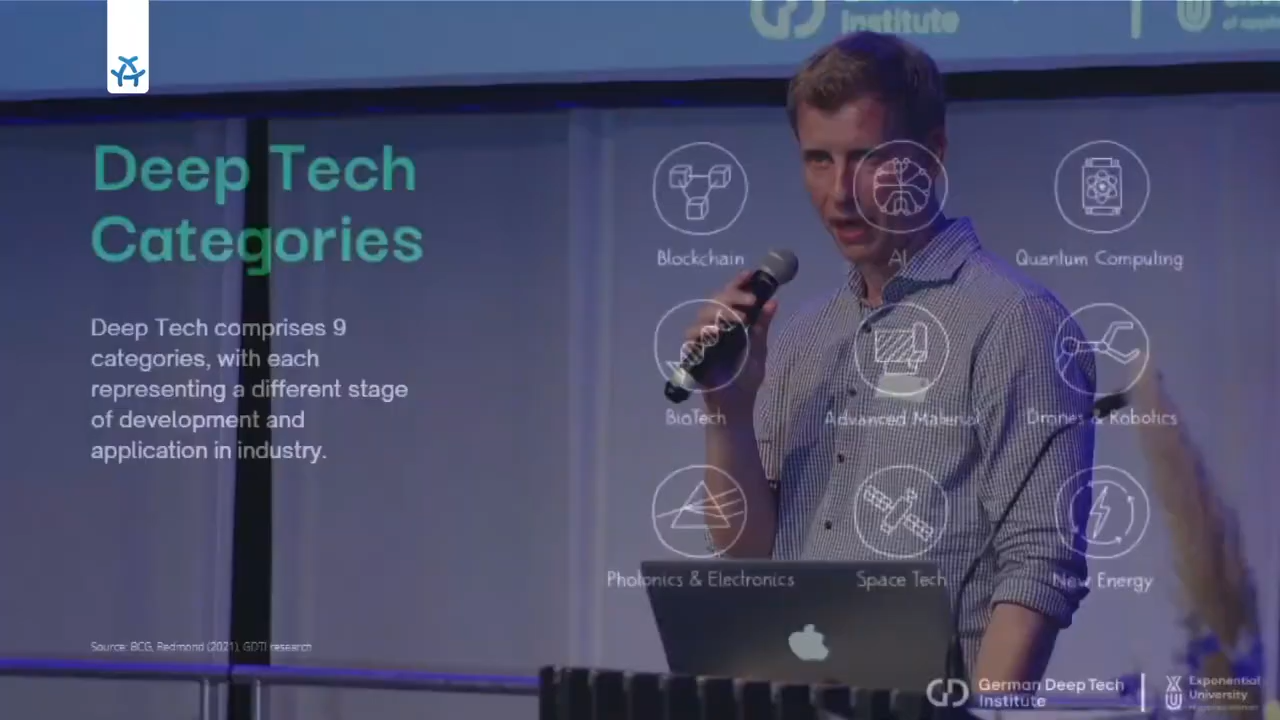 Institute
Deep Tech
Categories
Deep Tech comprises 9
categories, with each
representing a different stage
of development and
application in industry.
Blockchain
AI
Quantum Computing
BioTech
Advanced Material
Drones & Robotics
Photonics & Electronics
Space Tech
New Energy
Source: BCG, Redmond (2021), GDTI research
German Deep Tech
Institute
Exponential
University